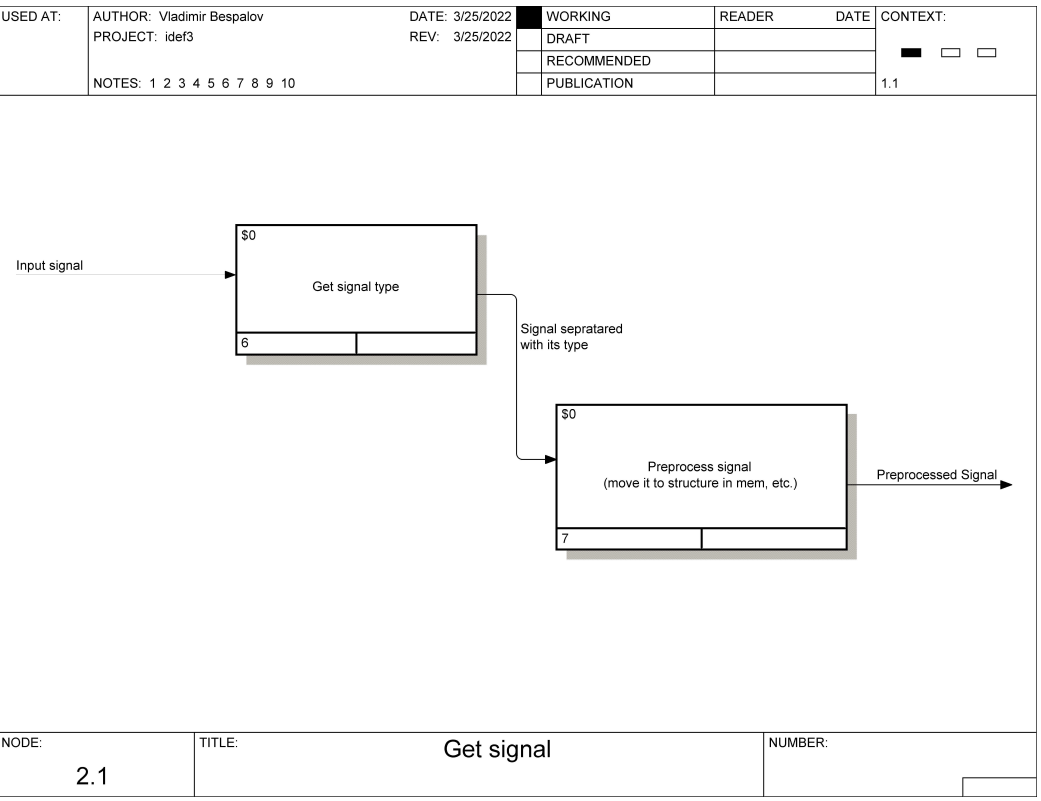 USED AT:
AUTHOR: Vladimir Bespalov
DATE: 3/25/2022
PROJECT: idef3
REV: 3/25/2022
NOTES: 1 2 3 4 5 6 7 8 9 10
WORKING
DRAFT
RECOMMENDED
PUBLICATION
READER DATE
CONTEXT:
1.1
Input signal
$0
Get signal type
6
Signal sepratared
with its type
$0
Preprocess signal
(move it to structure in mem, etc.)
7
Preprocessed Signal
NODE:
2.1
TITLE:
Get signal
NUMBER: